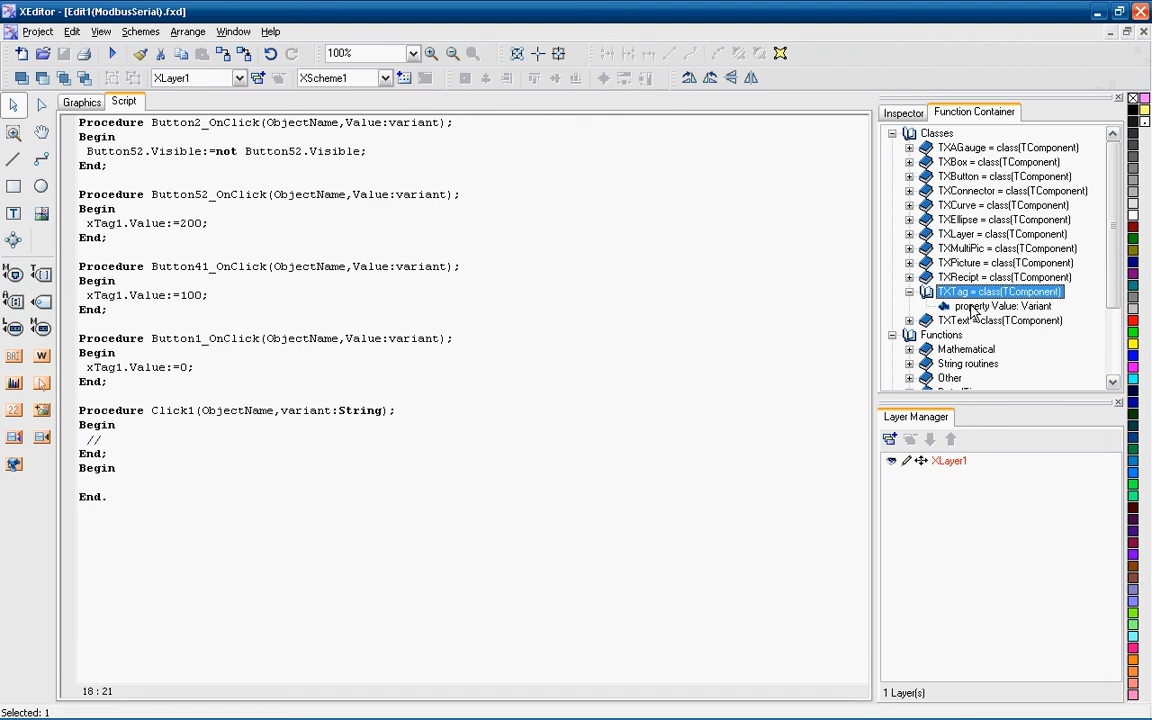 XEditor - [Edit1(ModbusSerial).fxd]
Project Edit View Schemes Arrange Window Help
100%
XLayer1
XScheme1
Graphics
Script
Procedure Button2_OnClick(ObjectName,Value:variant);
Begin
Button52.Visible:=not Button52.Visible;
End;
Procedure Button52_OnClick(ObjectName,Value:variant);
Begin
xTag1.Value:=200;
End;
Procedure Button41_OnClick(ObjectName,Value:variant);
Begin
xTag1.Value:=100;
End;
Procedure Button1_OnClick(ObjectName,Value:variant);
Begin
xTag1.Value:=0;
End;
Procedure Click1(ObjectName,variant:String);
Begin
//
End;
Begin
End.
18 : 21
Selected: 1
Inspector
Function Container
Classes
TXAGauge = class(TComponent)
TXBox = class(TComponent)
TXButton = class(TComponent)
TXConnector = class(TComponent)
TXCurve = class(TComponent)
TXEllipse = class(TComponent)
TXLayer = class(TComponent)
TXMultiPic = class(TComponent)
TXPicture = class(TComponent)
TXRecipt = class(TComponent)
TXTag = class(TComponent)
property Value: Variant
TXText = class(TComponent)
Functions
Mathematical
String routines
Other
Layer Manager
XLayer1
1 Layer(s)